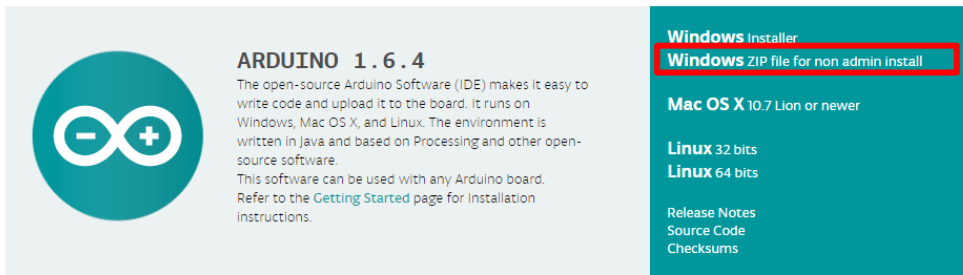 ARDUINO 1.6.4
The open-source Arduino Software (IDE) makes it easy to
write code and upload it to the board. It runs on
Windows, Mac OS X, and Linux. The environment is
written in Java and based on Processing and other open-
source software.
This software can be used with any Arduino board.
Refer to the Getting Started page for Installation
instructions.
Windows Installer
Windows ZIP file for non admin install
Mac OS X 10.7 Lion or newer
Linux 32 bits
Linux 64 bits
Release Notes
Source Code
Checksums